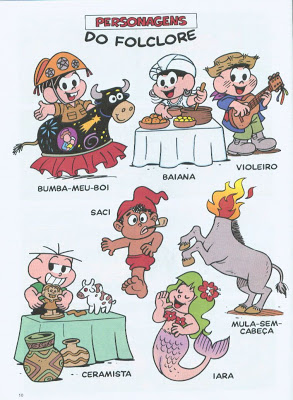 PERSONAGENS
DO FOLCLORE
BUMBA-MEU-BOI
BAIANA
VIOLEIRO
SACI
MULA-SEM-
CABEÇA
CERAMISTA
IARA